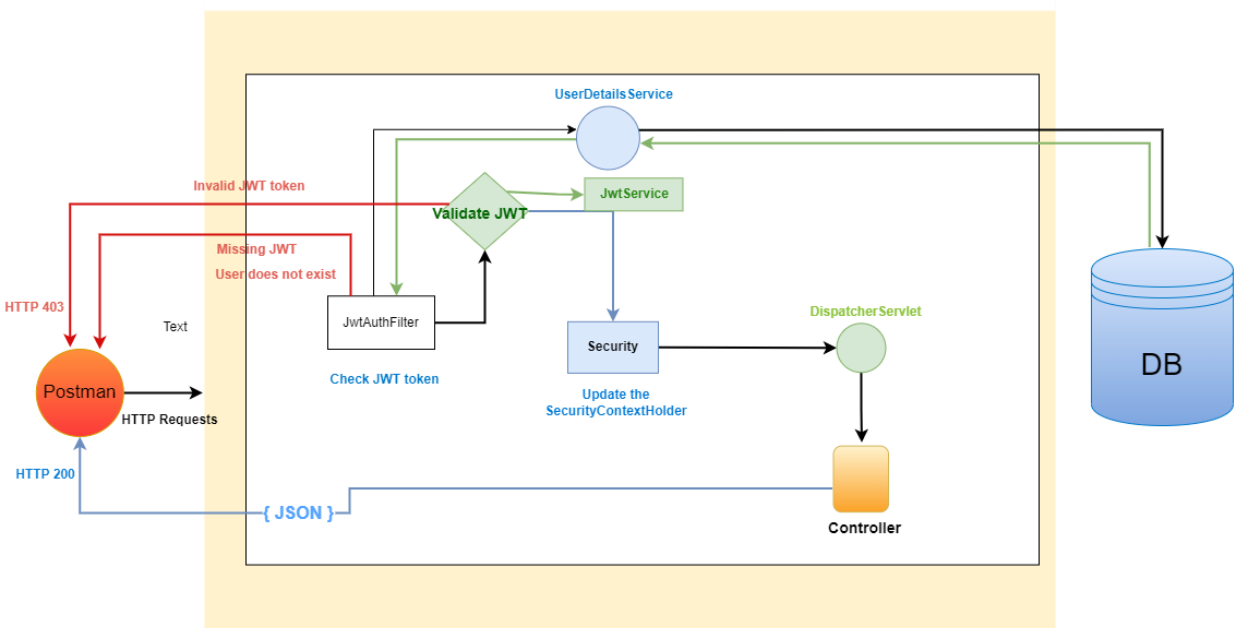 UserDetailsService
Invalid JWT token
JwtService
Validate JWT
Missing JWT
User does not exist
HTTP 403
Text
JwtAuthFilter
DispatcherServlet
Security
Check JWT token
Update the
SecurityContextHolder
DB
Postman
HTTP Requests
HTTP 200
{ JSON }
Controller